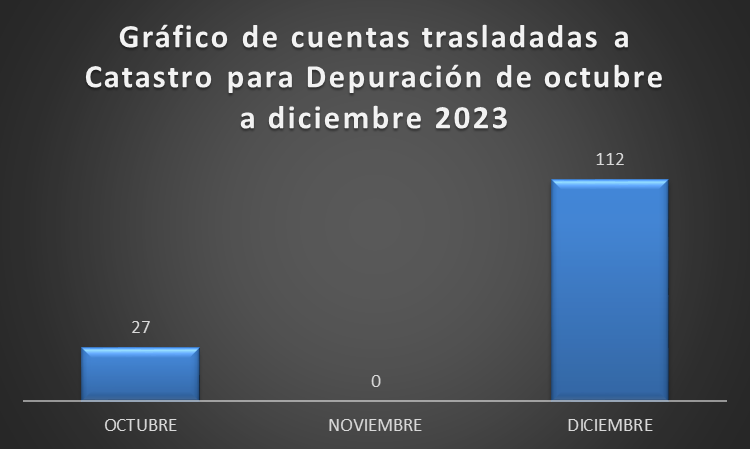 Gráfico de cuentas trasladadas a
Catastro para Depuración de octubre
a diciembre 2023
112
27
0
OCTUBRE NOVIEMBRE DICIEMBRE